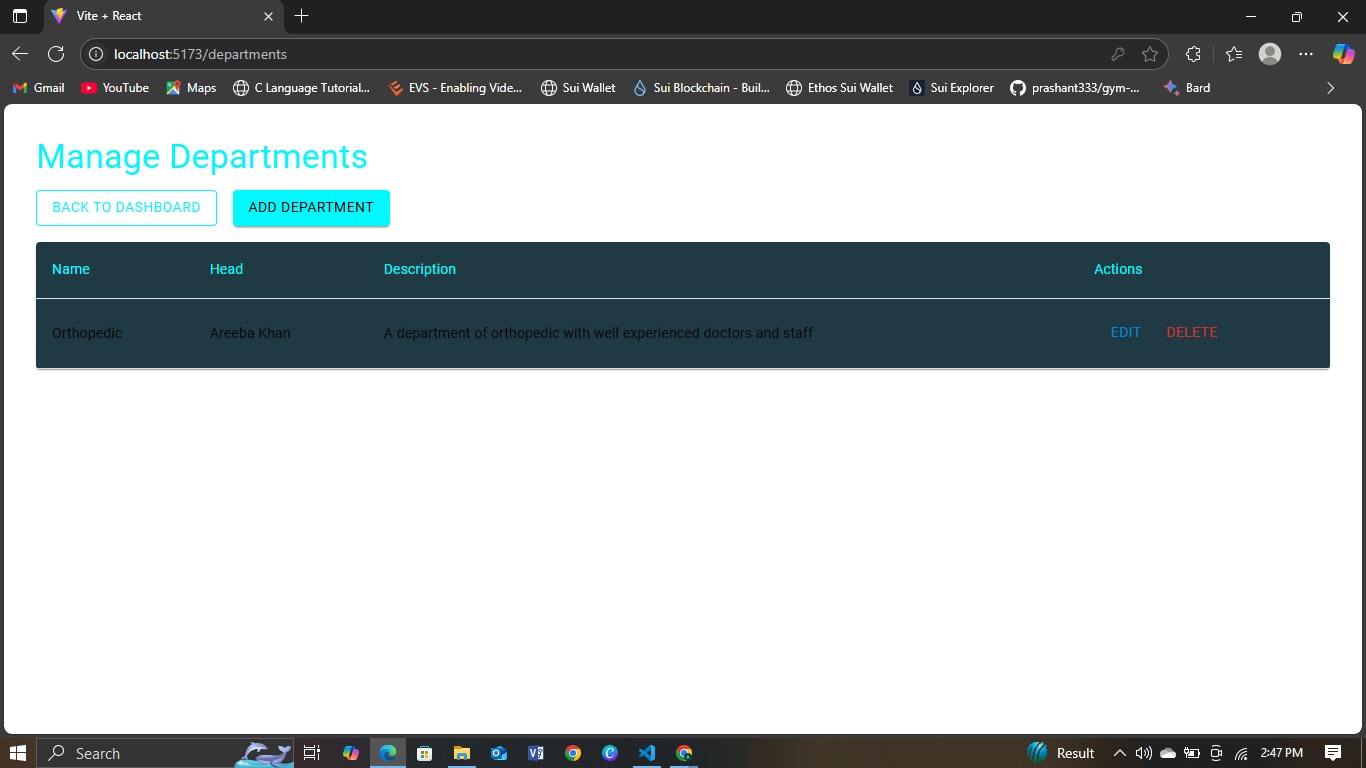 Vite + React
localhost:5173/departments
Gmail YouTube Maps C Language Tutorial... EVS - Enabling Vide... Sui Wallet Sui Blockchain - Buil... Ethos Sui Wallet Sui Explorer prashant333/gym-... Bard
Manage Departments
BACK TO DASHBOARD ADD DEPARTMENT
Name Head Description Actions
Orthopedic Areeba Khan A department of orthopedic with well experienced doctors and staff EDIT DELETE
Search Result 2:47 PM